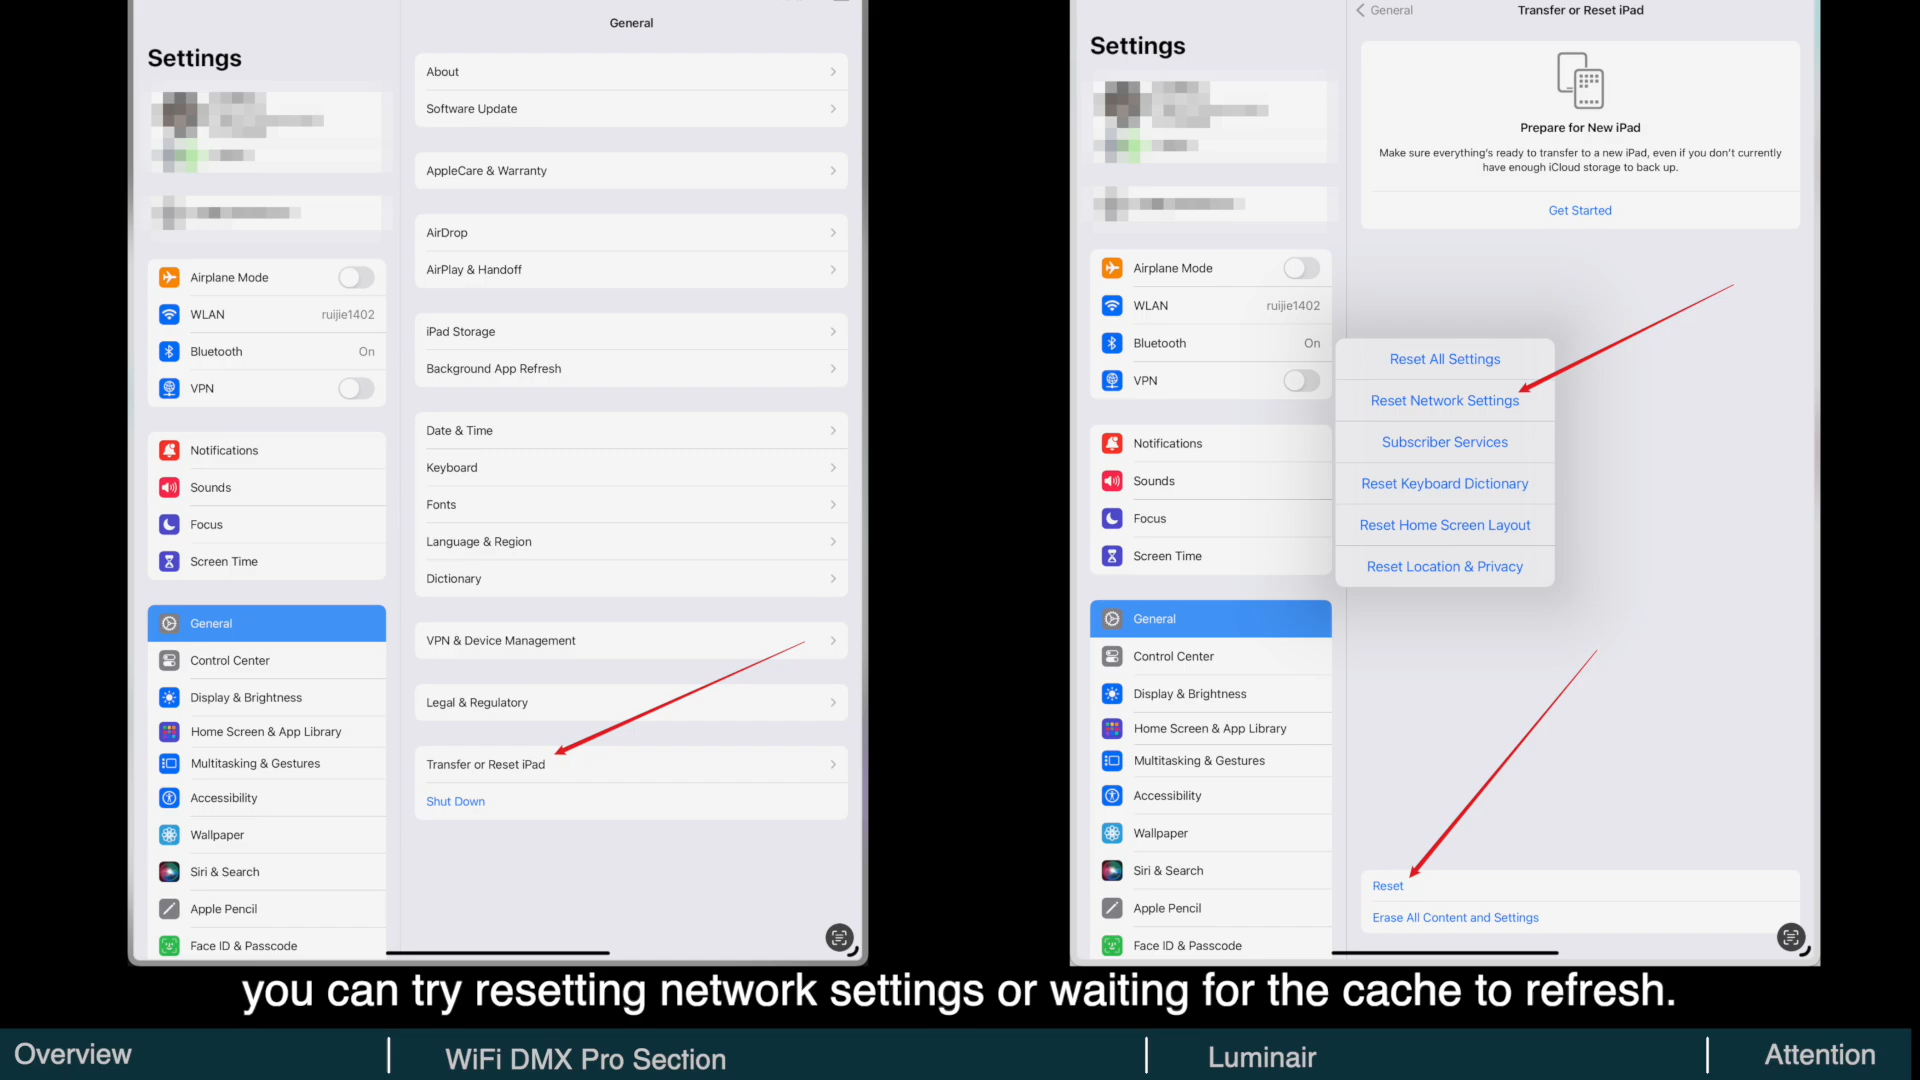 Settings
Airplane Mode
WLAN ruijie1402
Bluetooth On
VPN
Notifications
Sounds
Focus
Screen Time
General
Control Center
Display & Brightness
Home Screen & App Library
Multitasking & Gestures
Accessibility
Wallpaper
Siri & Search
Apple Pencil
Face ID & Passcode
General
About
Software Update
AppleCare & Warranty
AirDrop
AirPlay & Handoff
iPad Storage
Background App Refresh
Date & Time
Keyboard
Fonts
Language & Region
Dictionary
VPN & Device Management
Legal & Regulatory
Transfer or Reset iPad
Shut Down
Settings
Airplane Mode
WLAN ruijie1402
Bluetooth On
VPN
Notifications
Sounds
Focus
Screen Time
General
Control Center
Display & Brightness
Home Screen & App Library
Multitasking & Gestures
Accessibility
Wallpaper
Siri & Search
Apple Pencil
Face ID & Passcode
General Transfer or Reset iPad
Prepare for New iPad
Make sure everything's ready to transfer to a new iPad, even if you don't currently
have enough iCloud storage to back up.
Get Started
Reset All Settings
Reset Network Settings
Subscriber Services
Reset Keyboard Dictionary
Reset Home Screen Layout
Reset Location & Privacy
Reset
Erase All Content and Settings
you can try resetting network settings or waiting for the cache to refresh.
Overview | WiFi DMX Pro Section | Luminair | Attention